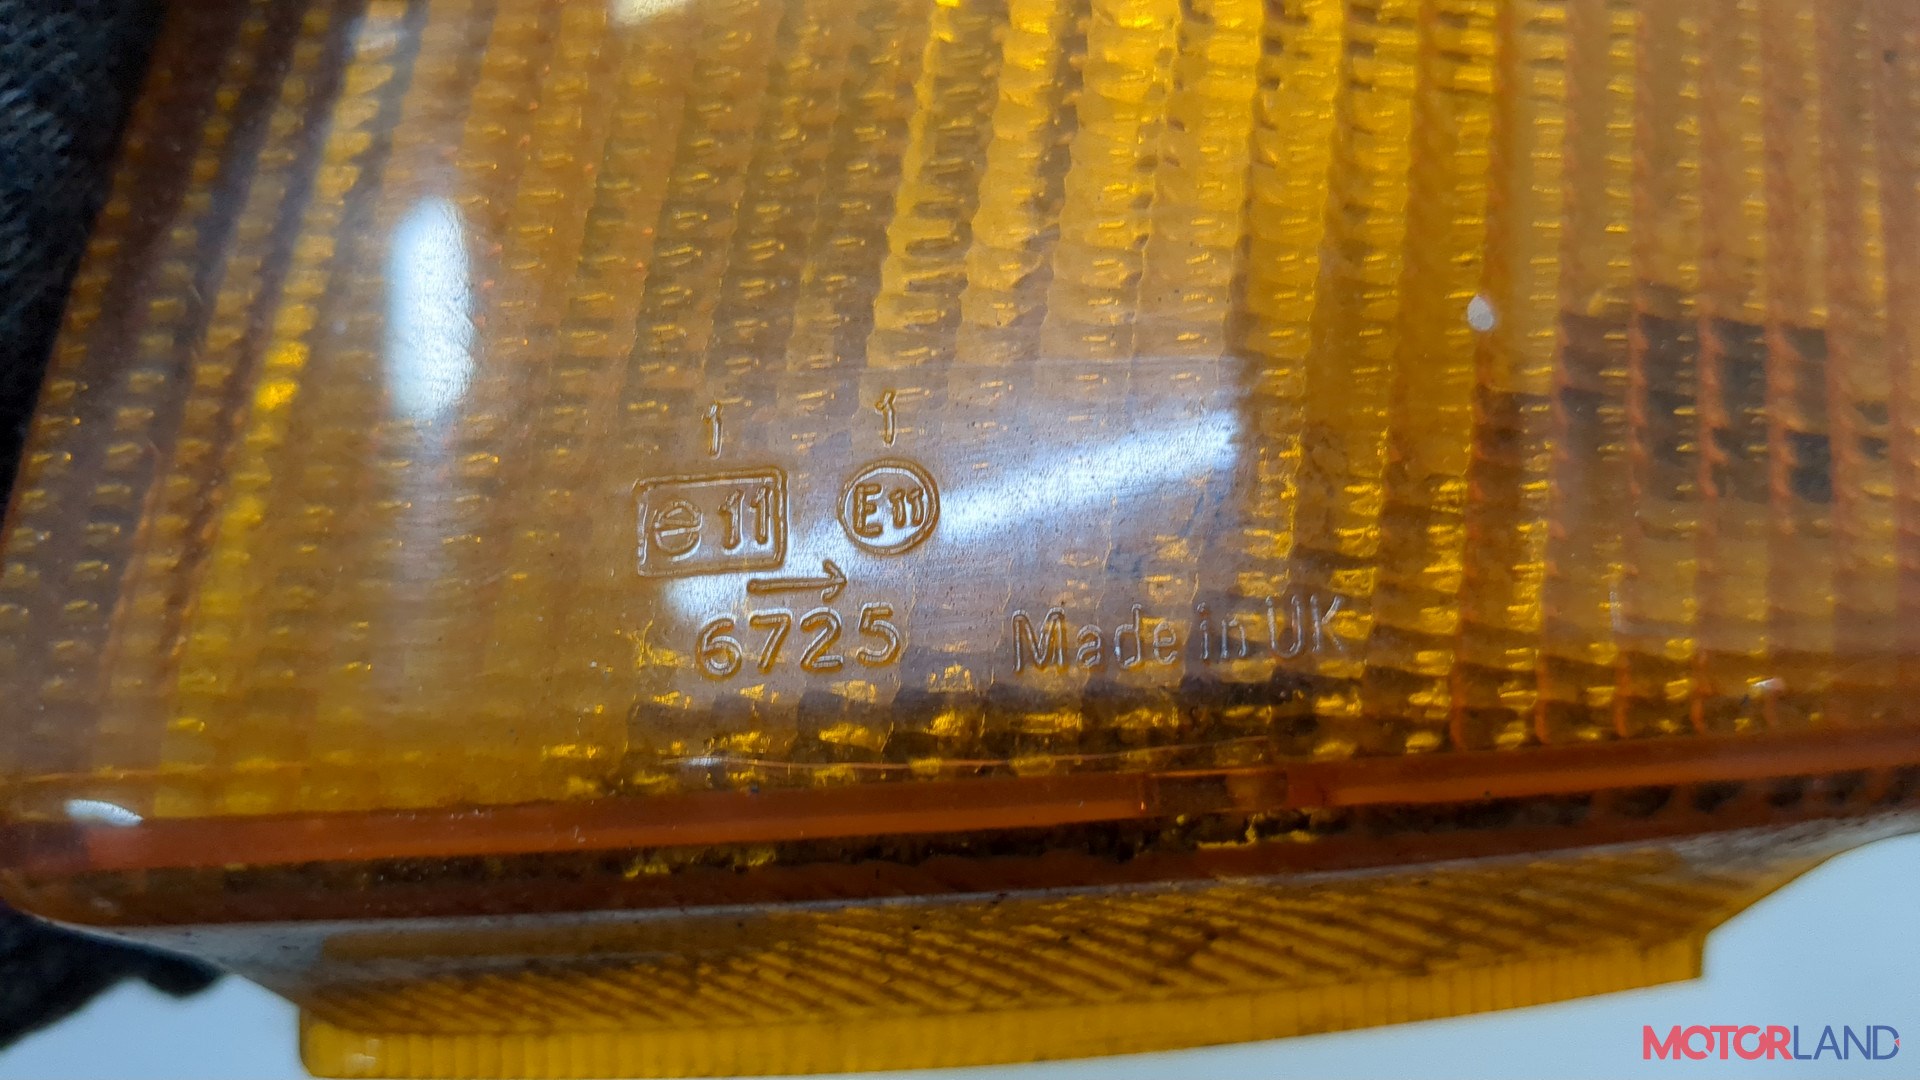 1 1
e 11 E11
→
6725 Made in UK
MOTORLAND